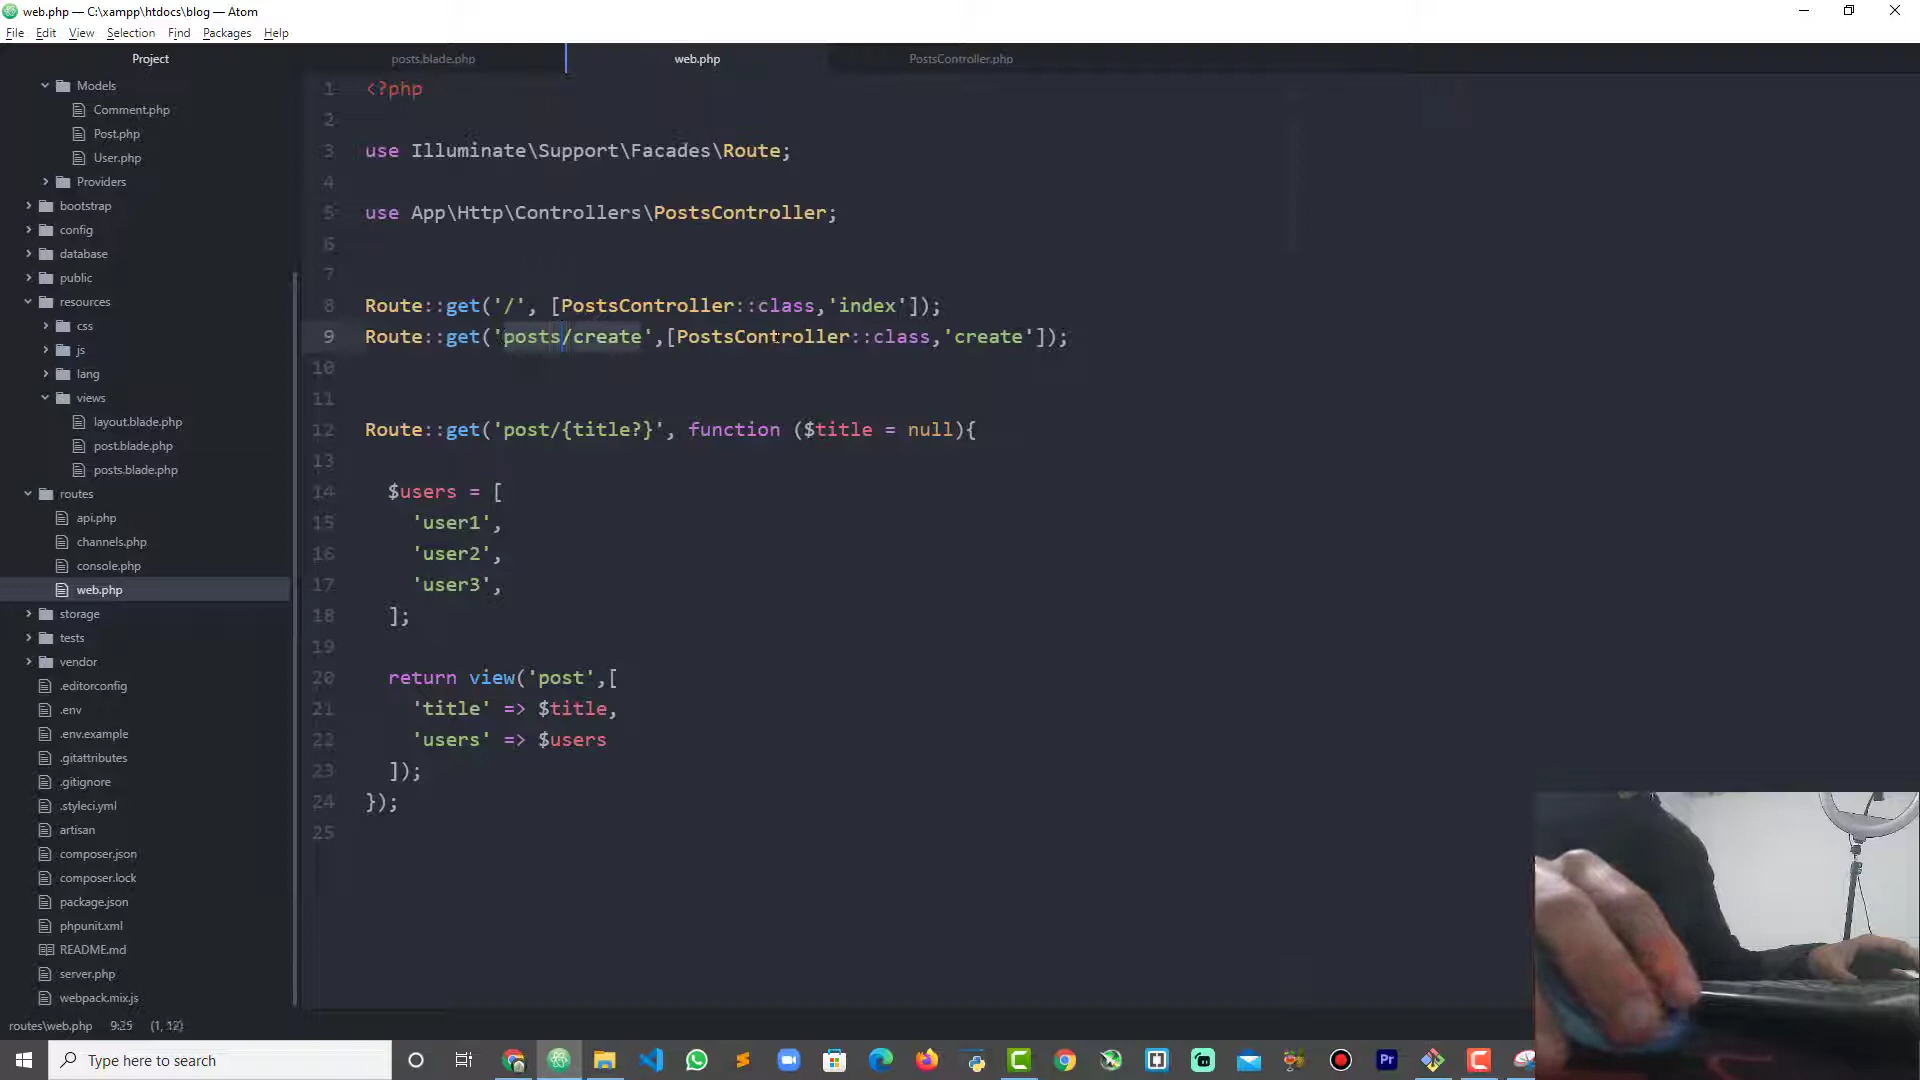 web.php — C:\xampp\htdocs\blog — Atom
File Edit View Selection Find Packages Help
Project
posts.blade.php
web.php
PostsController.php
Models
Comment.php
Post.php
User.php
Providers
bootstrap
config
database
public
resources
css
js
lang
views
layout.blade.php
post.blade.php
posts.blade.php
routes
api.php
channels.php
console.php
web.php
storage
tests
vendor
.editorconfig
.env
.env.example
.gitattributes
.gitignore
.styleci.yml
artisan
composer.json
composer.lock
package.json
phpunit.xml
README.md
server.php
webpack.mix.js
1 <?php
2
3 use Illuminate\Support\Facades\Route;
4
5 use App\Http\Controllers\PostsController;
6
7
8 Route::get('/', [PostsController::class,'index']);
9 Route::get('posts/create',[PostsController::class,'create']);
10
11
12 Route::get('post/{title?}', function ($title = null){
13
14 $users = [
15 'user1',
16 'user2',
17 'user3',
18 ];
19
20 return view('post',[
21 'title' => $title,
22 'users' => $users
23 ]);
24 });
25
routes\web.php 9:25 (1, 12)
Type here to search
Pr